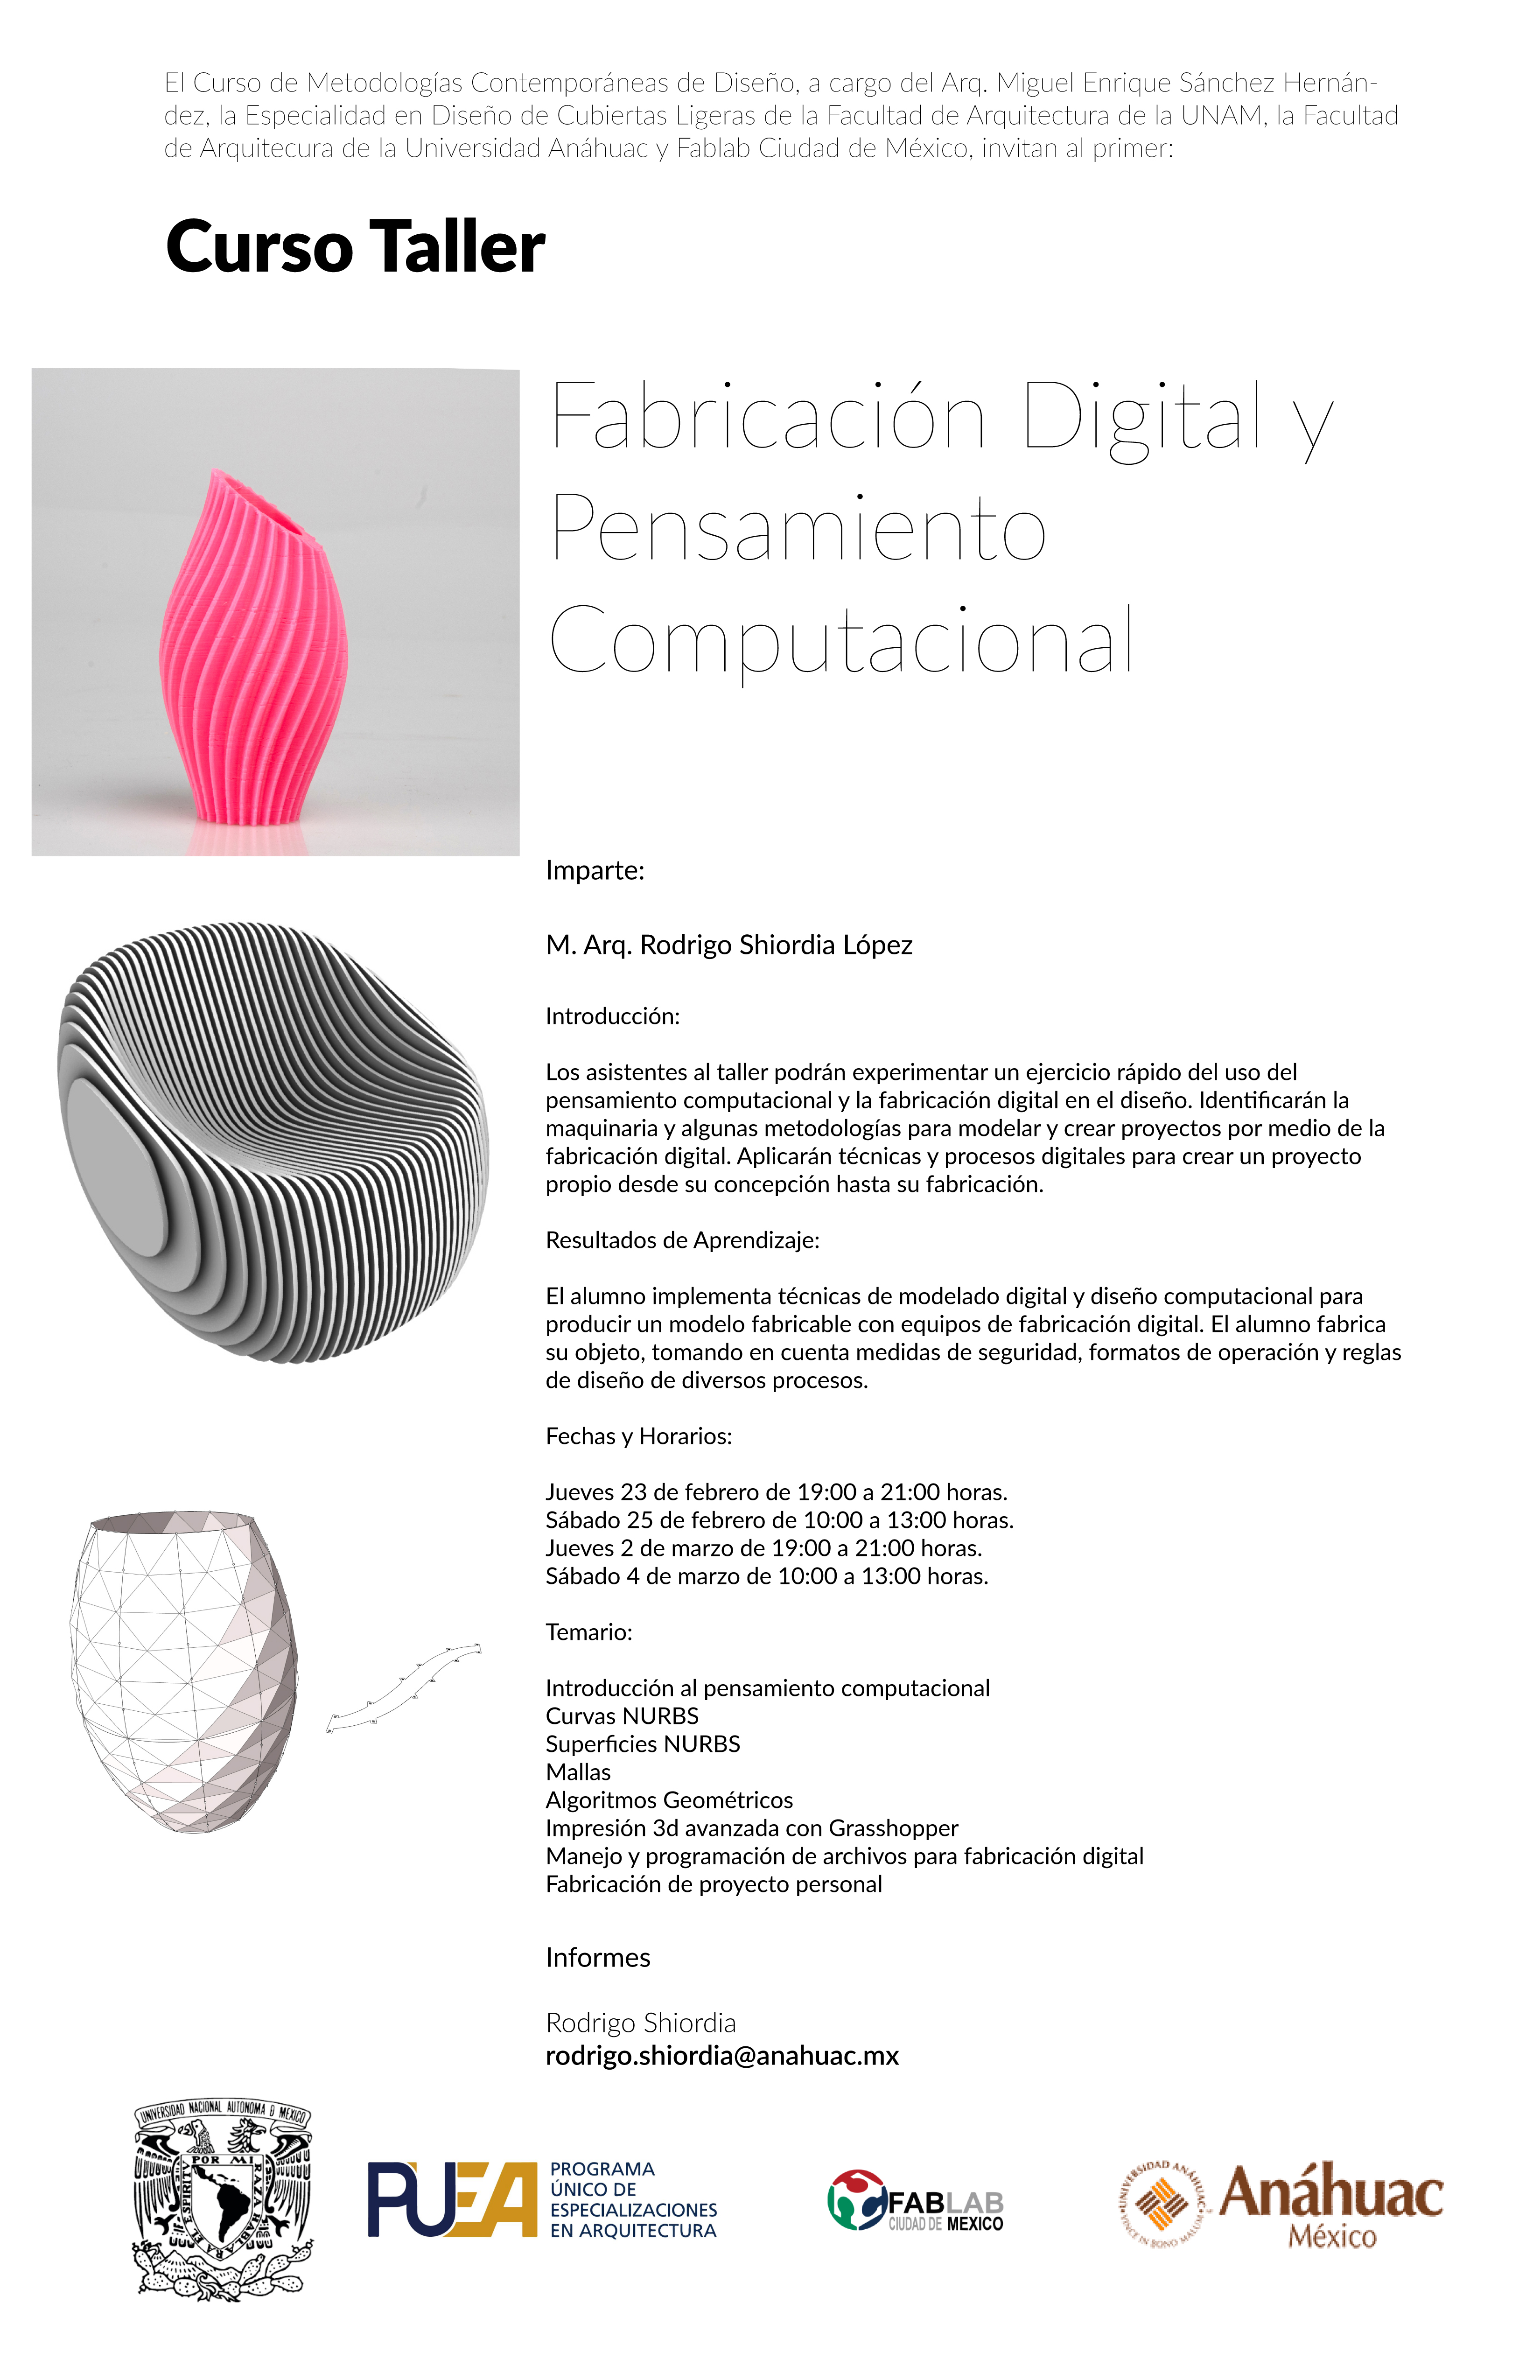 El Curso de Metodologías Contemporáneas de Diseño, a cargo del Arq. Miguel Enrique Sánchez Hernán-
dez, la Especialidad en Diseño de Cubiertas Ligeras de la Facultad de Arquitectura de la UNAM, la Facultad
de Arquitecura de la Universidad Anáhuac y Fablab Ciudad de México, invitan al primer:
Curso Taller
Fabricación Digital y
Pensamiento
Computacional
Imparte:
M. Arq. Rodrigo Shiordia López
Introducción:
Los asistentes al taller podrán experimentar un ejercicio rápido del uso del
pensamiento computacional y la fabricación digital en el diseño. Identificarán la
maquinaria y algunas metodologías para modelar y crear proyectos por medio de la
fabricación digital. Aplicarán técnicas y procesos digitales para crear un proyecto
propio desde su concepción hasta su fabricación.
Resultados de Aprendizaje:
El alumno implementa técnicas de modelado digital y diseño computacional para
producir un modelo fabricable con equipos de fabricación digital. El alumno fabrica
su objeto, tomando en cuenta medidas de seguridad, formatos de operación y reglas
de diseño de diversos procesos.
Fechas y Horarios:
Jueves 23 de febrero de 19:00 a 21:00 horas.
Sábado 25 de febrero de 10:00 a 13:00 horas.
Jueves 2 de marzo de 19:00 a 21:00 horas.
Sábado 4 de marzo de 10:00 a 13:00 horas.
Temario:
Introducción al pensamiento computacional
Curvas NURBS
Superficies NURBS
Mallas
Algoritmos Geométricos
Impresión 3d avanzada con Grasshopper
Manejo y programación de archivos para fabricación digital
Fabricación de proyecto personal
Informes
Rodrigo Shiordia
rodrigo.shiordia@anahuac.mx
UNIVERSIDAD NACIONAL AUTONOMA D MEXICO
POR MI RAZA HABLARA EL ESPIRITU
PUEA
PROGRAMA
ÚNICO DE
ESPECIALIZACIONES
EN ARQUITECTURA
FABLAB
CIUDAD DE MEXICO
UNIVERSIDAD ANÁHUAC
VINCE IN BONO MALUM
Anáhuac
México